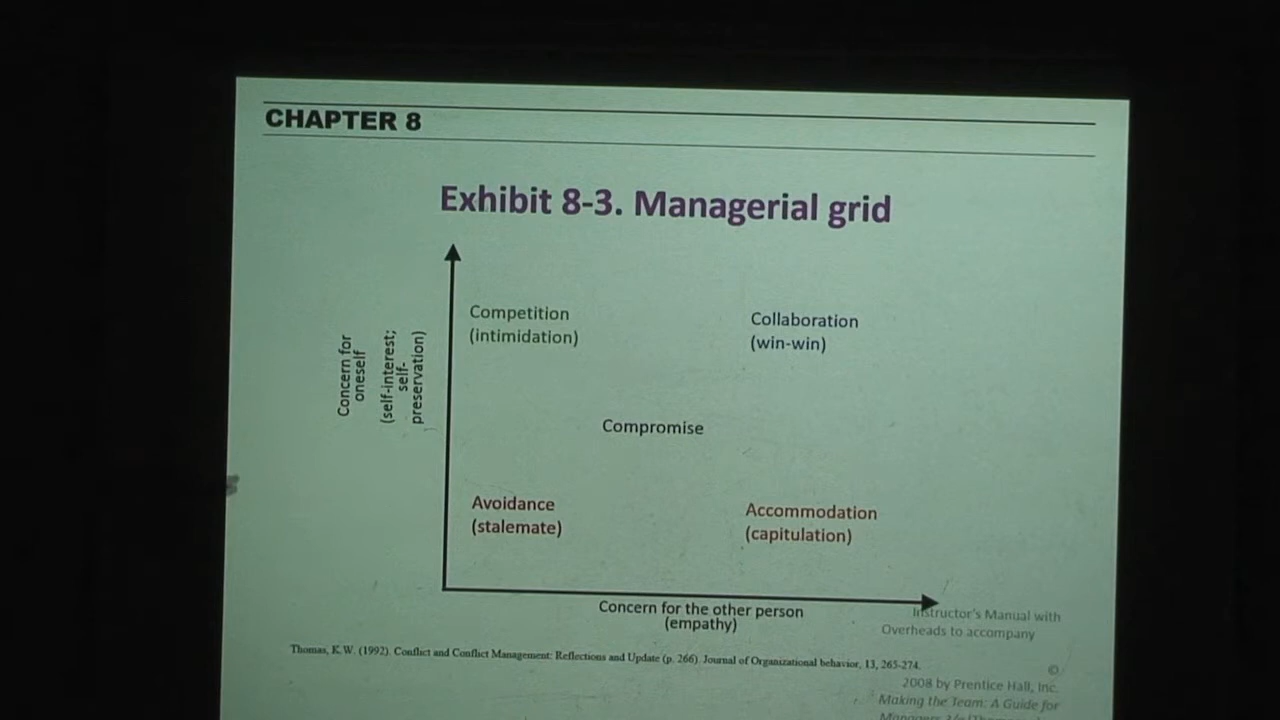 CHAPTER 8
Exhibit 8-3. Managerial grid
Competition
(intimidation)
Collaboration
(win-win)
Concern for
oneself
(self-interest;
self-
preservation)
Compromise
Avoidance
(stalemate)
Accommodation
(capitulation)
Concern for the other person
(empathy)
Instructor's Manual with
Overheads to accompany
Thomas, K.W. (1992). Conflict and Conflict Management: Reflections and Update (p. 266). Journal of Organizational behavior, 13, 265-274.
©
2008 by Prentice Hall, Inc.
Making the Team: A Guide for
Managers